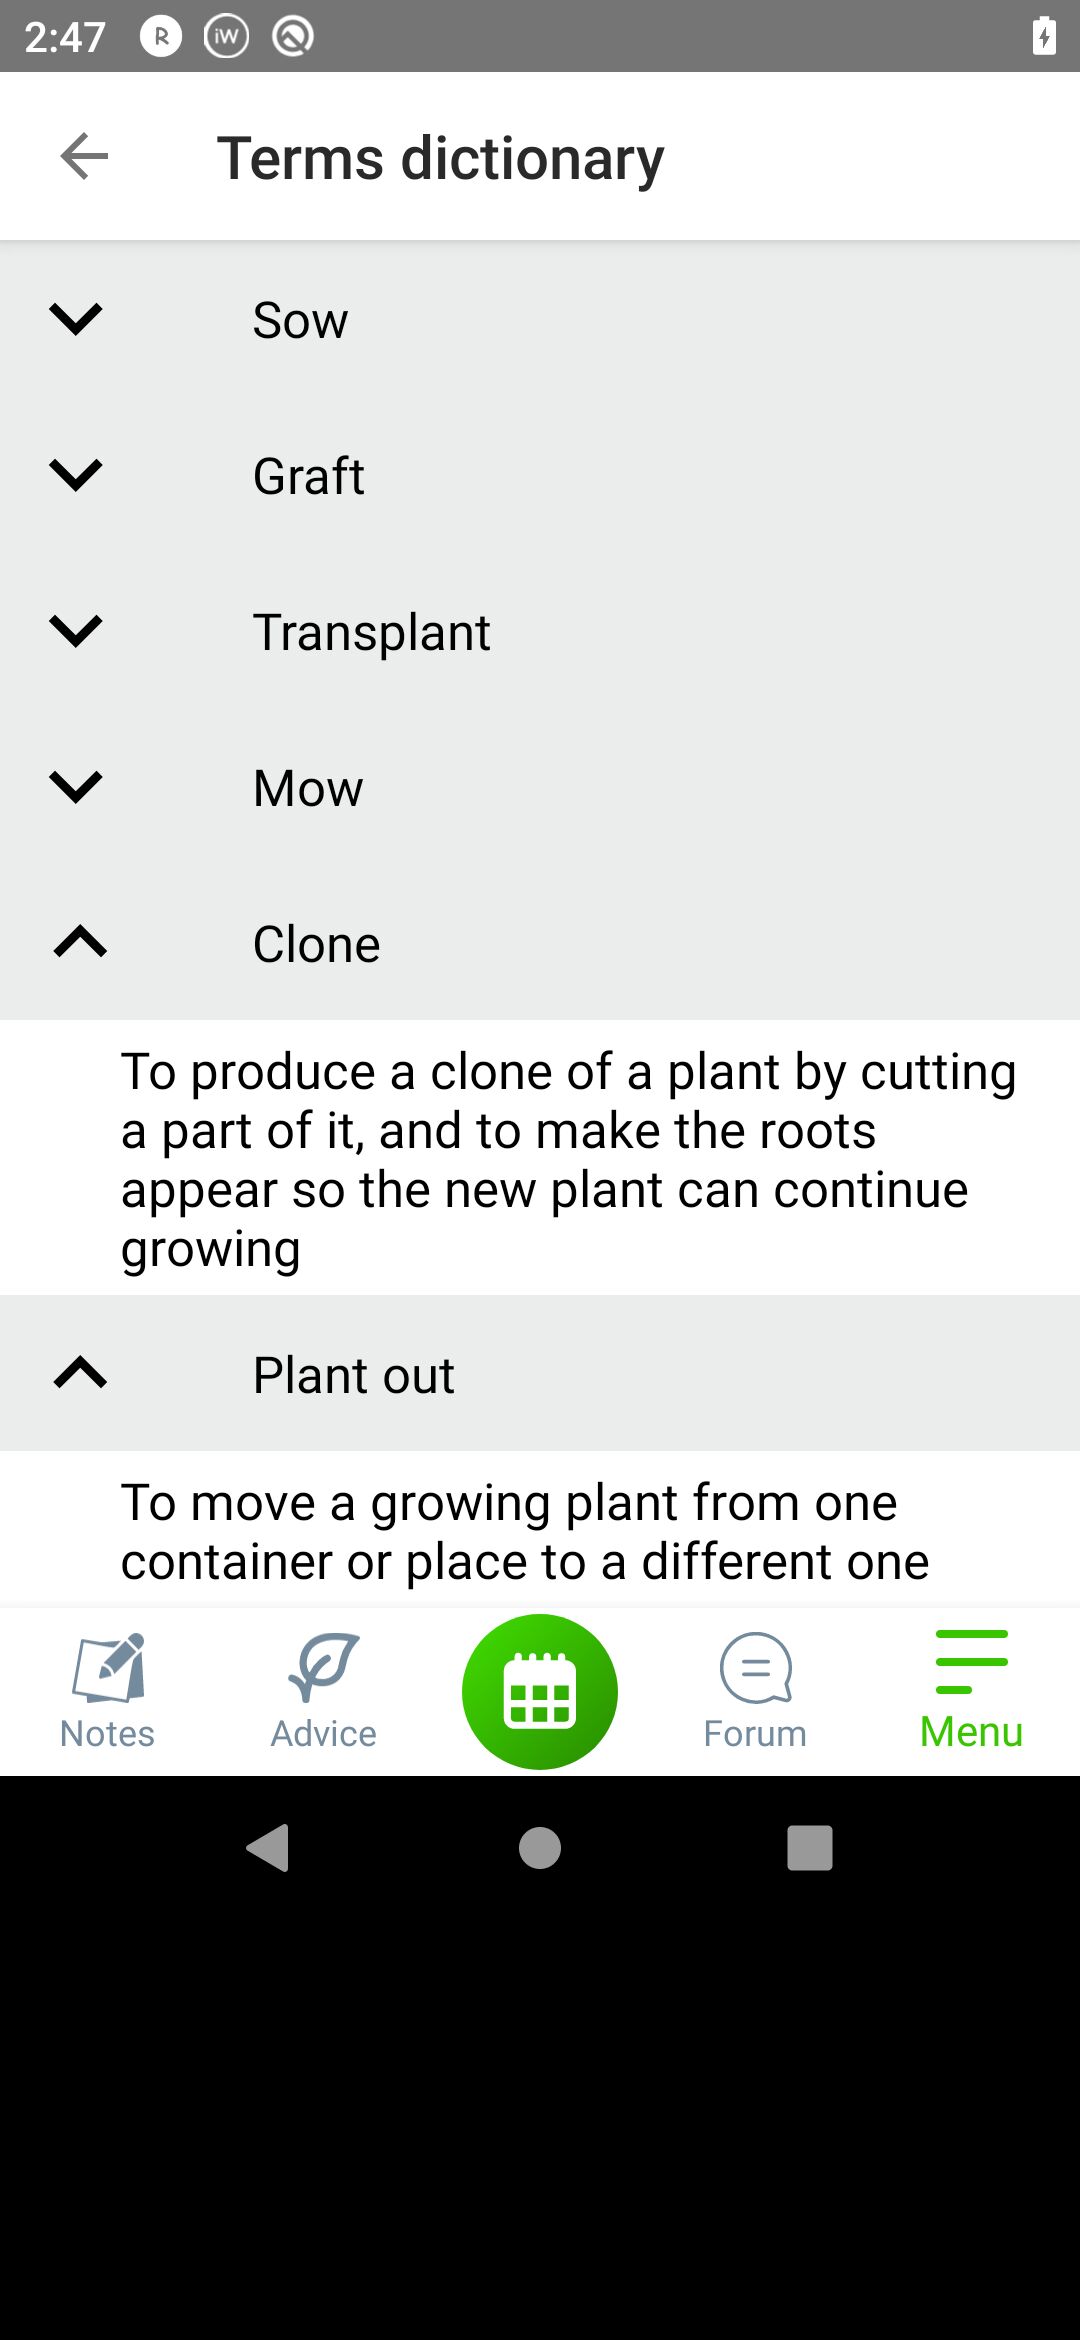 2:47 R iW
Terms dictionary
Sow
Graft
Transplant
Mow
Clone
To produce a clone of a plant by cutting
a part of it, and to make the roots
appear so the new plant can continue
growing
Plant out
To move a growing plant from one
container or place to a different one
Notes Advice Forum Menu